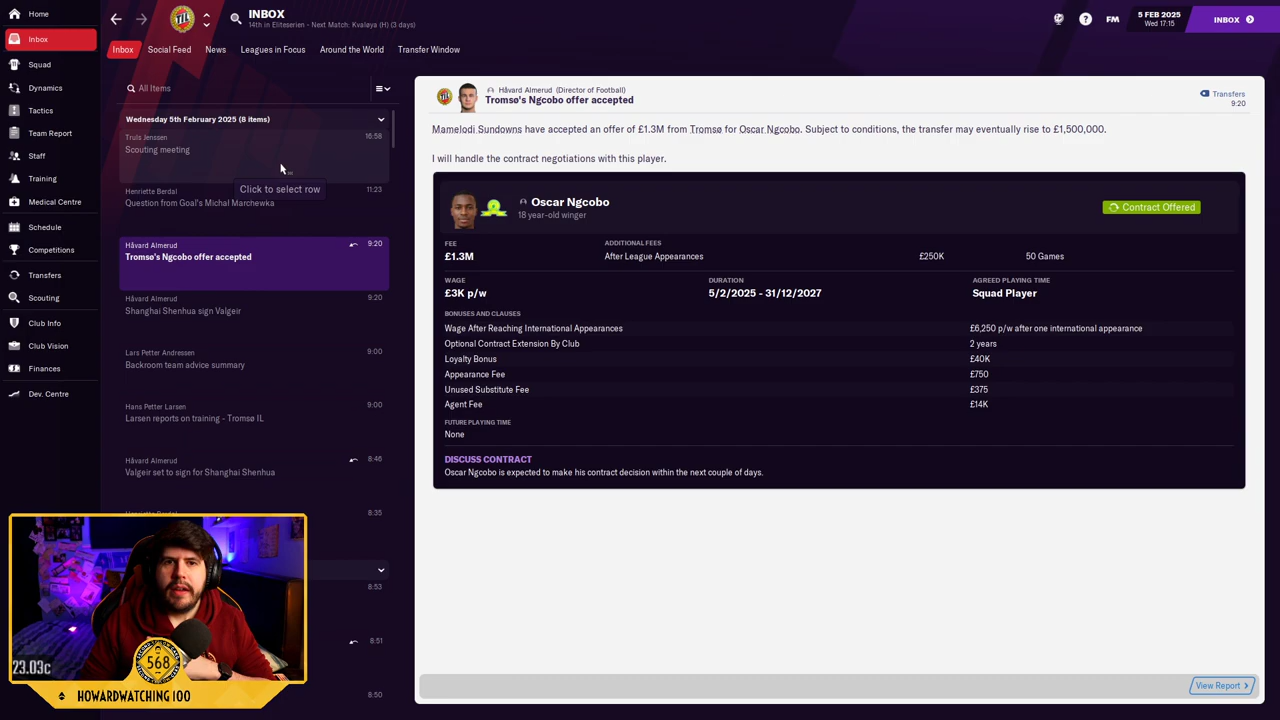 Home
Inbox
Squad
Dynamics
Tactics
Team Report
Staff
Training
Medical Centre
Schedule
Competitions
Transfers
Scouting
Club Info
Club Vision
Finances
Dev. Centre
TIL
INBOX
14th in Eliteserien - Next Match: Kvaløya (H) (3 days)
FM
5 FEB 2025
Wed 17:15
INBOX
Inbox
Social Feed
News
Leagues in Focus
Around the World
Transfer Window
All Items
Wednesday 5th February 2025 (8 items)
Truls Jenssen
16:58
Scouting meeting
Click to select row
Henriette Berdal
11:23
Question from Goal's Michal Marchewka
Håvard Almerud
9:20
Tromsø's Ngcobo offer accepted
Håvard Almerud
9:20
Shanghai Shenhua sign Valgeir
Lars Petter Andressen
9:00
Backroom team advice summary
Hans Petter Larsen
9:00
Larsen reports on training - Tromsø IL
Håvard Almerud
8:46
Valgeir set to sign for Shanghai Shenhua
8:35
8:53
8:51
8:50
Håvard Almerud (Director of Football)
Tromsø's Ngcobo offer accepted
Transfers
9:20
Mamelodi Sundowns have accepted an offer of £1.3M from Tromsø for Oscar Ngcobo. Subject to conditions, the transfer may eventually rise to £1,500,000.
I will handle the contract negotiations with this player.
Oscar Ngcobo
18 year-old winger
Contract Offered
FEE
£1.3M
ADDITIONAL FEES
After League Appearances
£250K
50 Games
WAGE
£3K p/w
DURATION
5/2/2025 - 31/12/2027
AGREED PLAYING TIME
Squad Player
BONUSES AND CLAUSES
Wage After Reaching International Appearances
£6,250 p/w after one international appearance
Optional Contract Extension By Club
2 years
Loyalty Bonus
£40K
Appearance Fee
£750
Unused Substitute Fee
£375
Agent Fee
£14K
FUTURE PLAYING TIME
None
DISCUSS CONTRACT
Oscar Ngcobo is expected to make his contract decision within the next couple of days.
View Report
23.03c
568
HOWARDWATCHING 100